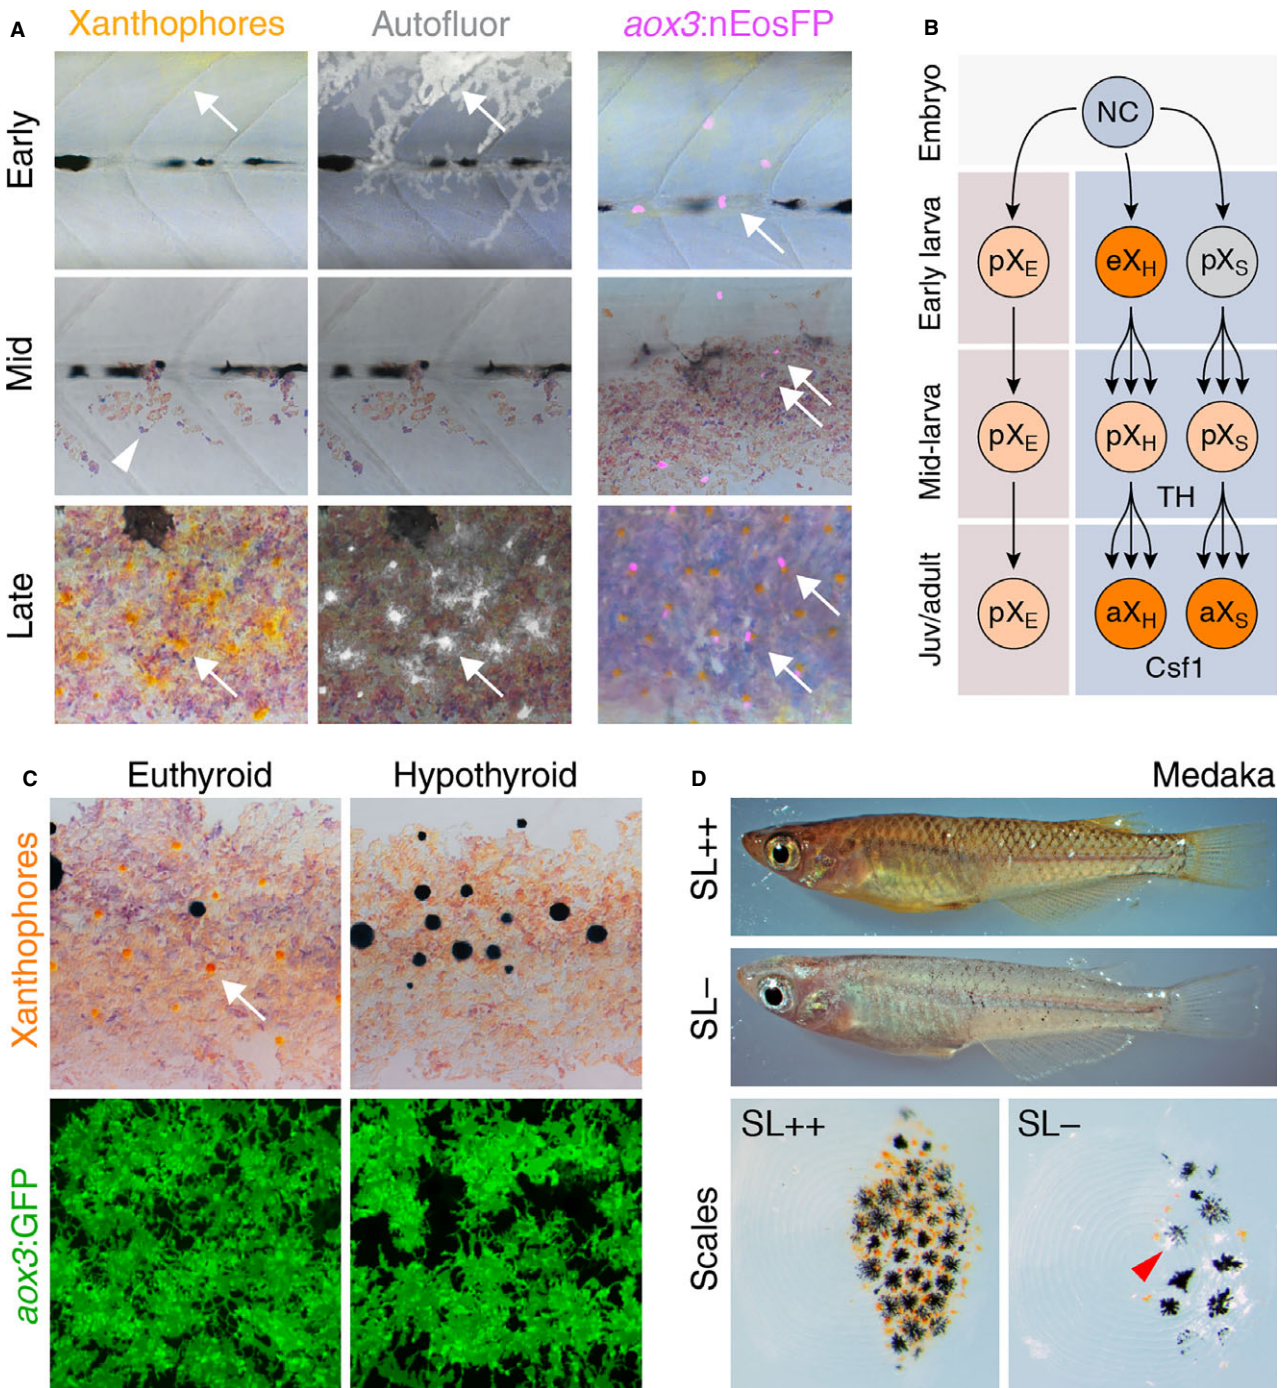 A
Xanthophores
Autofluor
aox3:nEosFP
Early
Mid
Late
B
Embryo
NC
Early larva
pXE
eXH
pXS
Mid-larva
pXE
pXH
pXS
TH
Juv/adult
pXE
aXH
aXS
Csf1
C
Euthyroid
Hypothyroid
Xanthophores
aox3:GFP
D
Medaka
SL++
SL–
Scales
SL++
SL–